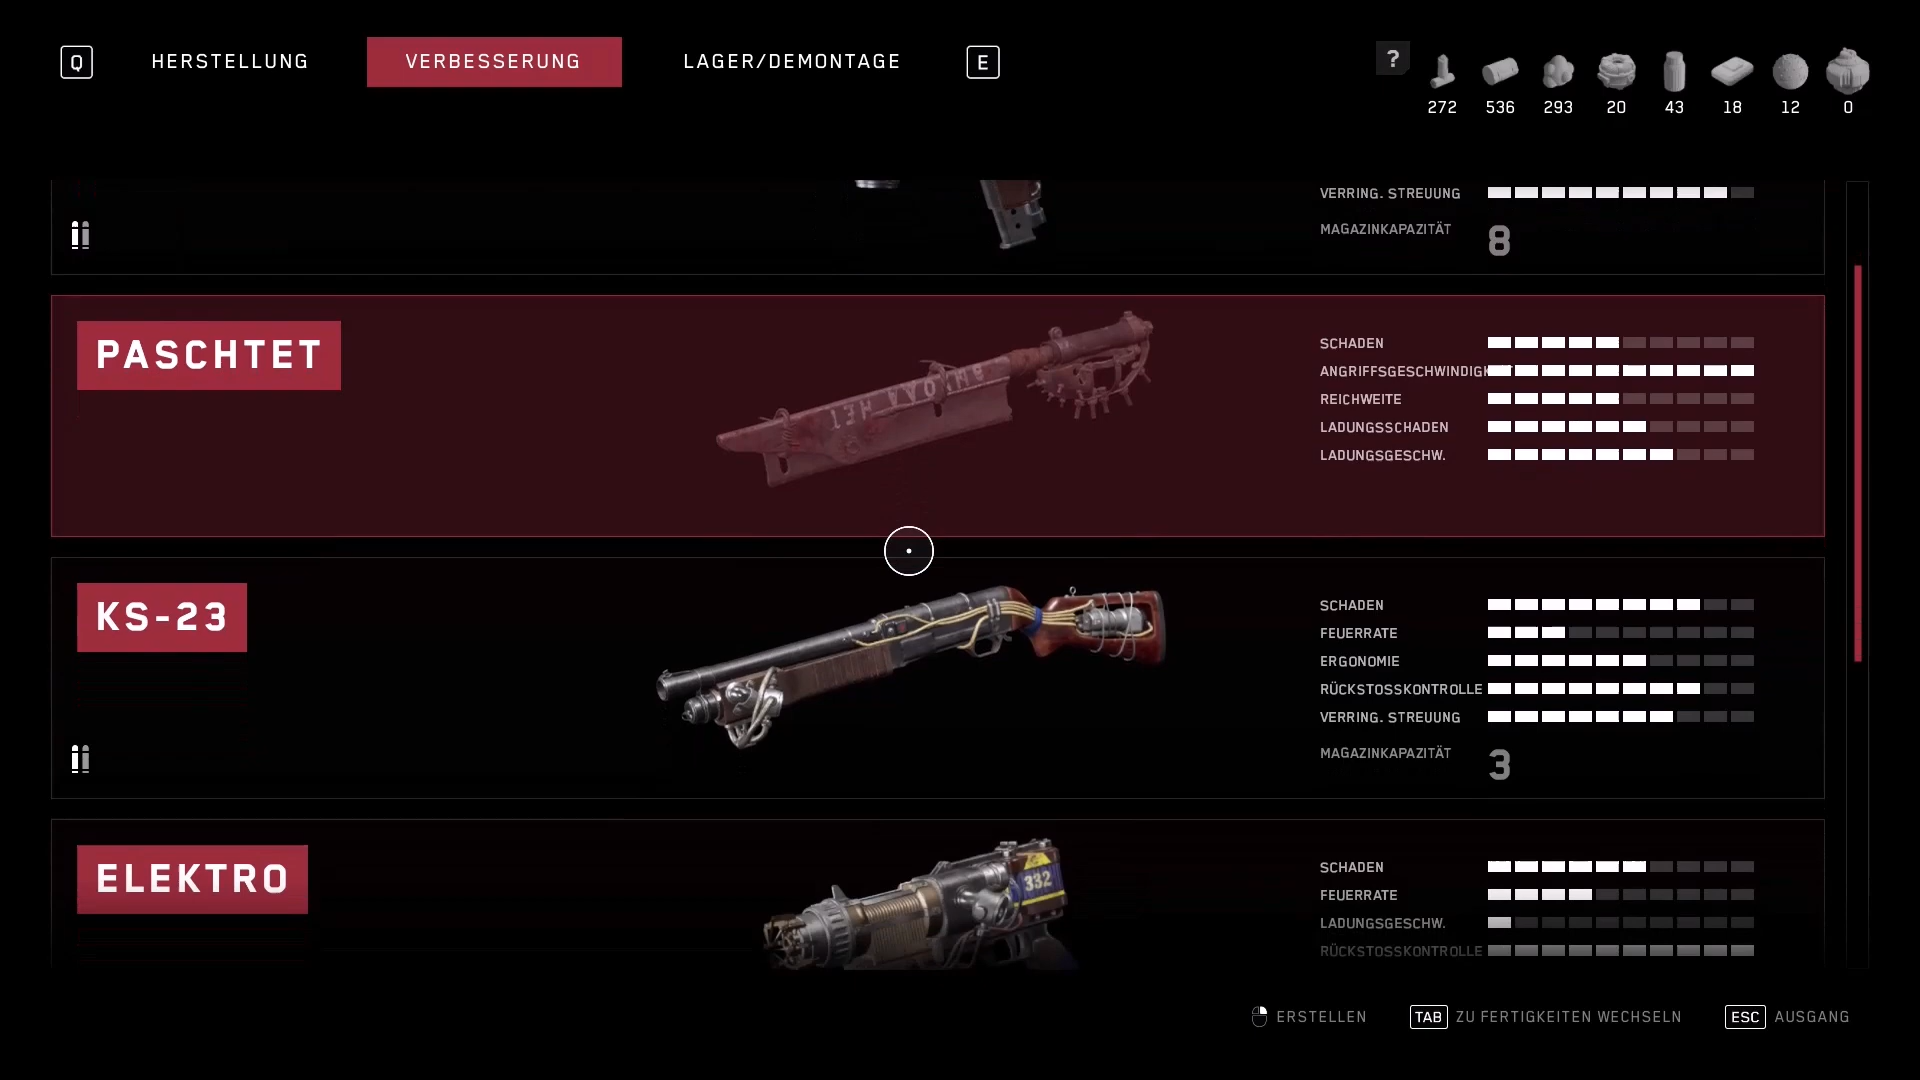 Q HERSTELLUNG VERBESSERUNG LAGER/DEMONTAGE E
?
272 536 293 20 43 18 12 0
VERRING. STREUUNG
MAGAZINKAPAZITÄT 8
PASCHTET
SCHADEN
ANGRIFFSGESCHWINDIGK
REICHWEITE
LADUNGSSCHADEN
LADUNGSGESCHW.
KS-23
SCHADEN
FEUERRATE
ERGONOMIE
RÜCKSTOSSKONTROLLE
VERRING. STREUUNG
MAGAZINKAPAZITÄT 3
ELEKTRO
332
SCHADEN
FEUERRATE
LADUNGSGESCHW.
RÜCKSTOSSKONTROLLE
ERSTELLEN TAB ZU FERTIGKEITEN WECHSELN ESC AUSGANG